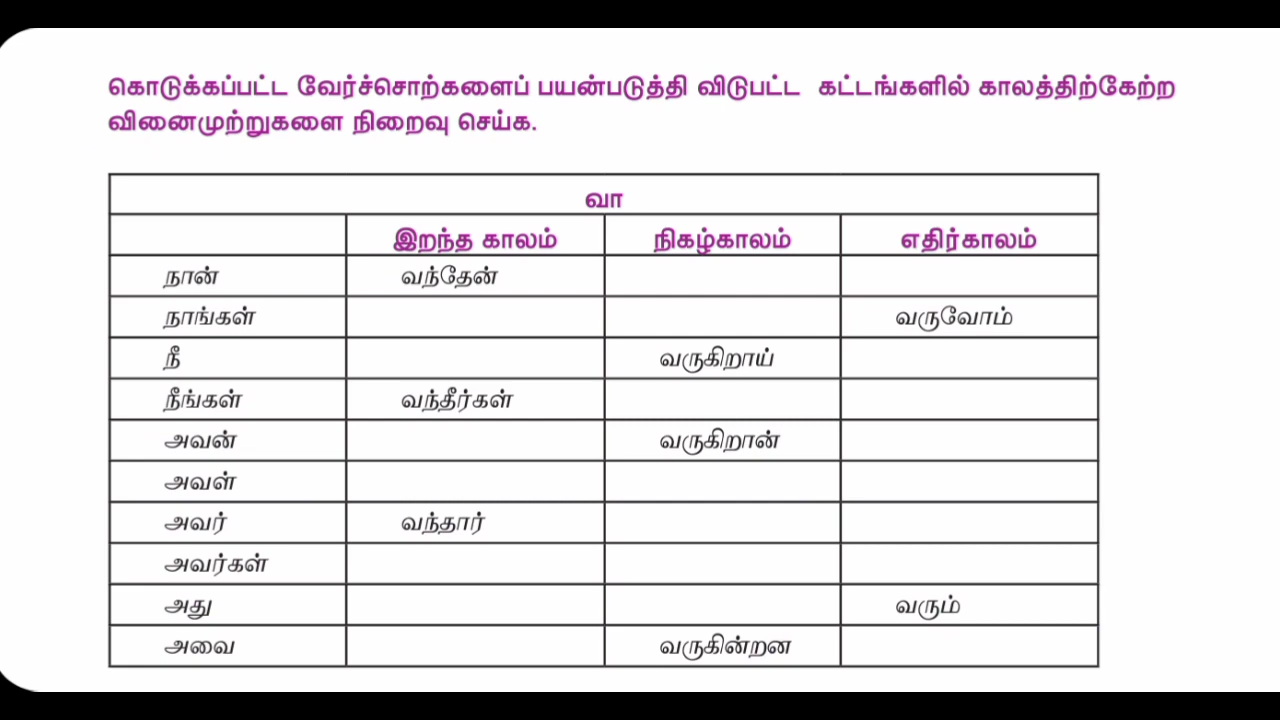 கொடுக்கப்பட்ட வேர்ச்சொற்களைப் பயன்படுத்தி விடுபட்ட கட்டங்களில் காலத்திற்கேற்ற
வினைமுற்றுகளை நிறைவு செய்க.
வா
இறந்த காலம் நிகழ்காலம் எதிர்காலம்
நான் வந்தேன்
நாங்கள் வருவோம்
நீ வருகிறாய்
நீங்கள் வந்தீர்கள்
அவன் வருகிறான்
அவள்
அவர் வந்தார்
அவர்கள்
அது வரும்
அவை வருகின்றன